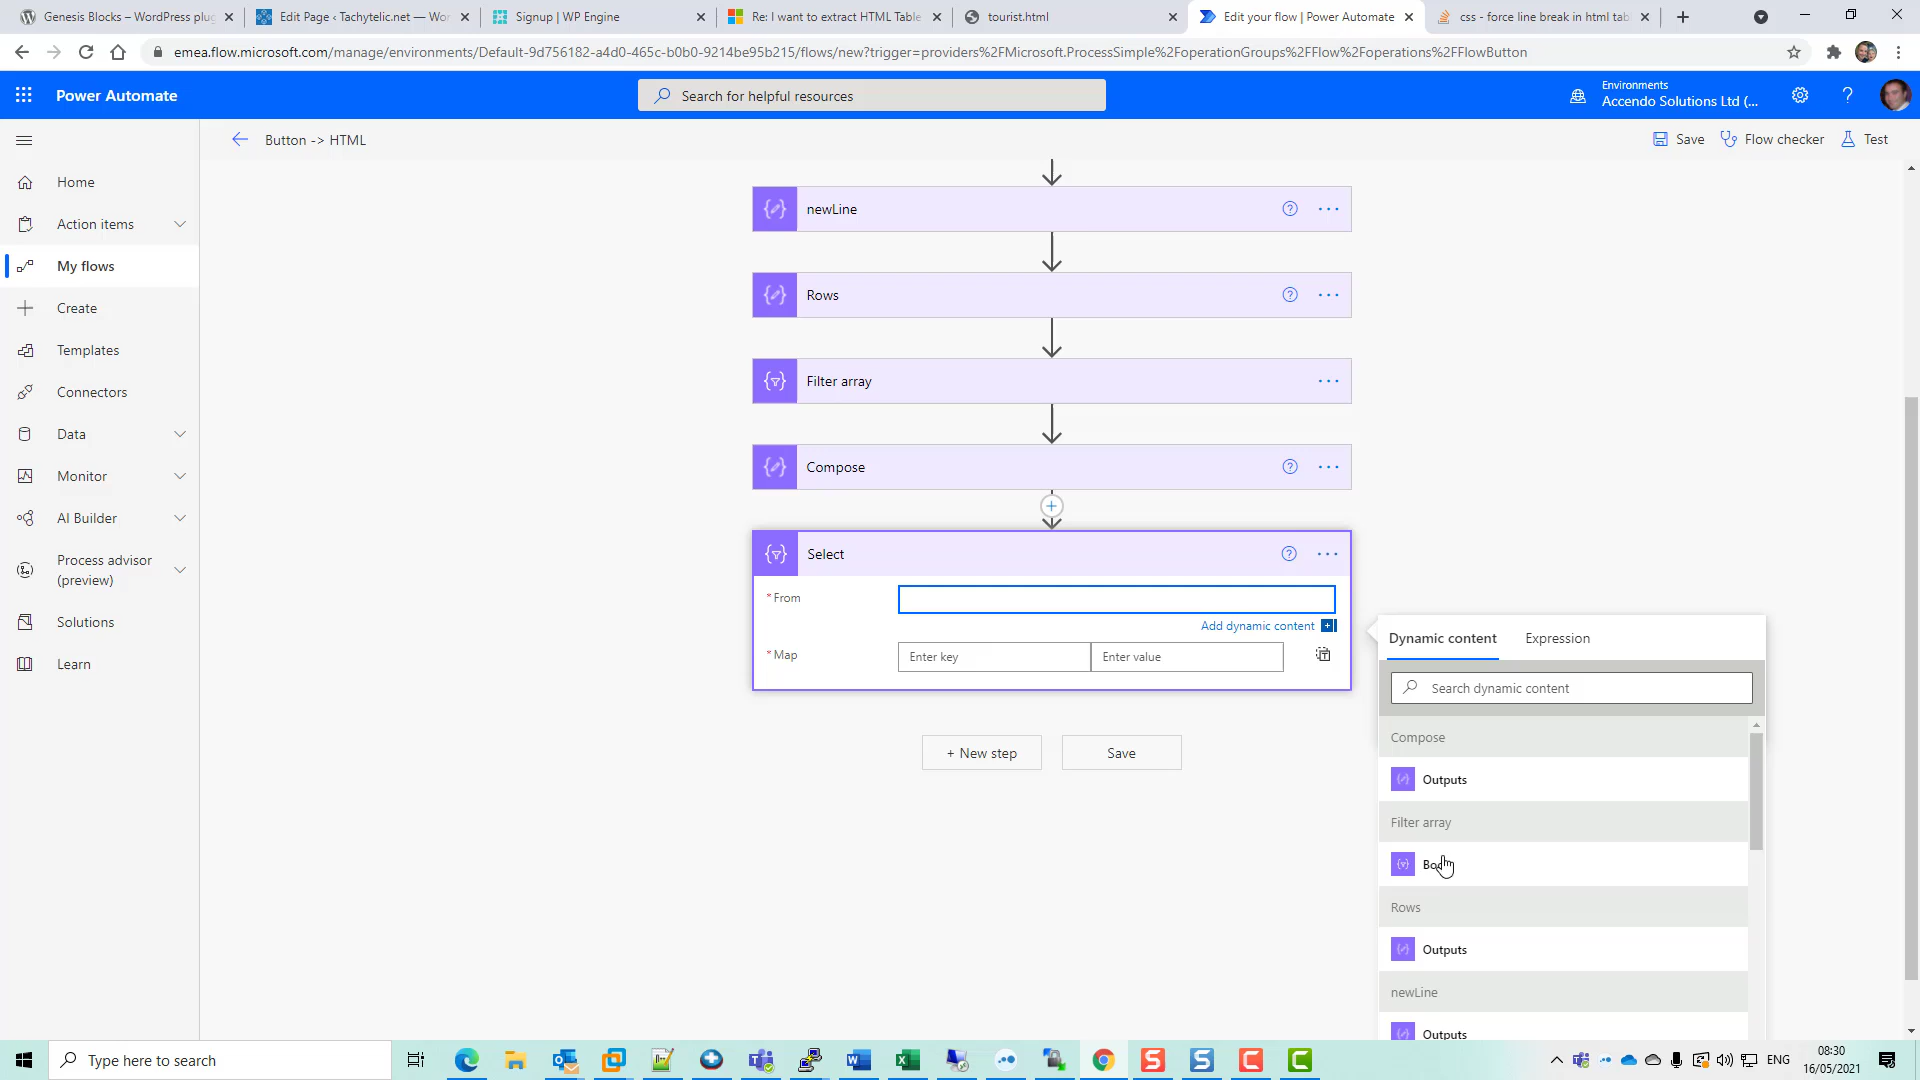 Genesis Blocks – WordPress plug
Edit Page ‹ Tachytelic.net — Wor
Signup | WP Engine
Re: I want to extract HTML Table
tourist.html
Edit your flow | Power Automate
css - force line break in html tab
emea.flow.microsoft.com/manage/environments/Default-9d756182-a4d0-465c-b0b0-9214be95b215/flows/new?trigger=providers%2FMicrosoft.ProcessSimple%2FoperationGroups%2FFlow%2Foperations%2FFlowButton
Power Automate
Search for helpful resources
Environments
Accendo Solutions Ltd (...
Button -> HTML
Save
Flow checker
Test
Home
Action items
My flows
Create
Templates
Connectors
Data
Monitor
AI Builder
Process advisor
(preview)
Solutions
Learn
newLine
Rows
Filter array
Compose
Select
* From
Add dynamic content
* Map
Enter key
Enter value
+ New step
Save
Dynamic content
Expression
Search dynamic content
Compose
Outputs
Filter array
Rows
Outputs
newLine
Outputs
Type here to search
ENG
08:30
16/05/2021